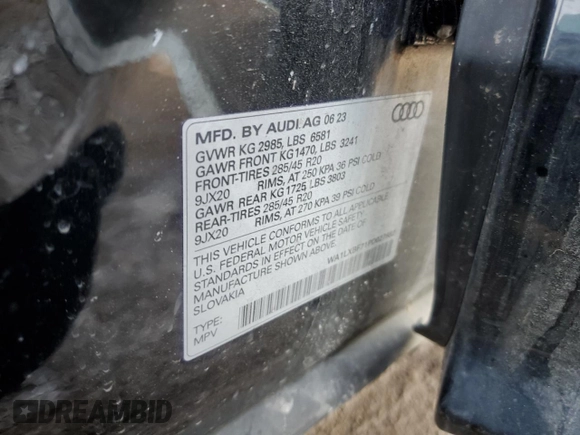 MFD. BY AUDI AG 06 23
GVWR KG 2985, LBS 6581
GAWR FRONT KG1470, LBS 3241
FRONT-TIRES 285/45 R20
9JX20 RIMS, AT 250 KPA 36 PSI COLD
GAWR REAR KG 1725, LBS 3803
REAR-TIRES 285/45 R20
9JX20 RIMS, AT 270 KPA 39 PSI COLD
THIS VEHICLE CONFORMS TO ALL APPLICABLE
U.S. FEDERAL MOTOR VEHICLE SAFETY
STANDARDS IN EFFECT ON THE DATE OF
MANUFACTURE SHOWN ABOVE.
SLOVAKIA
TYPE:
MPV
DREAMBID